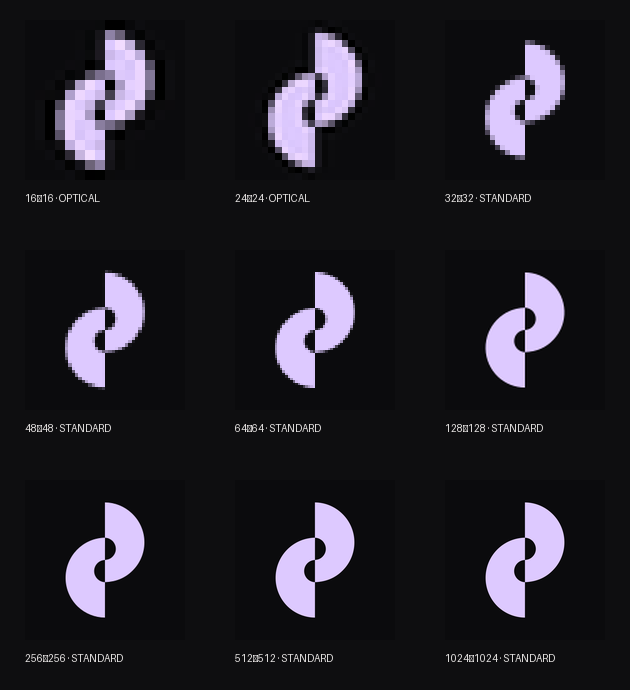 16▯16 · OPTICAL
24▯24 · OPTICAL
32▯32 · STANDARD
48▯48 · STANDARD
64▯64 · STANDARD
128▯128 · STANDARD
256▯256 · STANDARD
512▯512 · STANDARD
1024▯1024 · STANDARD